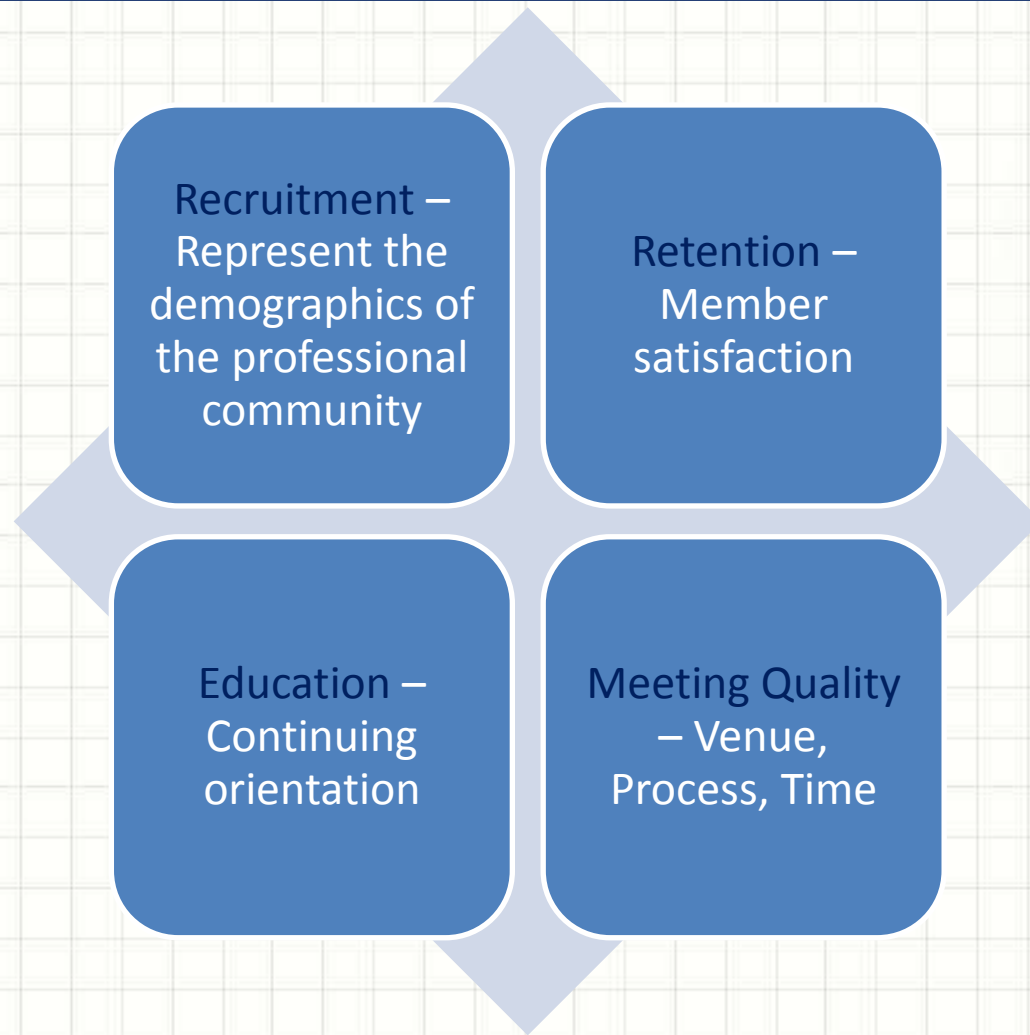 Recruitment –
Represent the
demographics of
the professional
community
Retention –
Member
satisfaction
Education –
Continuing
orientation
Meeting Quality
– Venue,
Process, Time